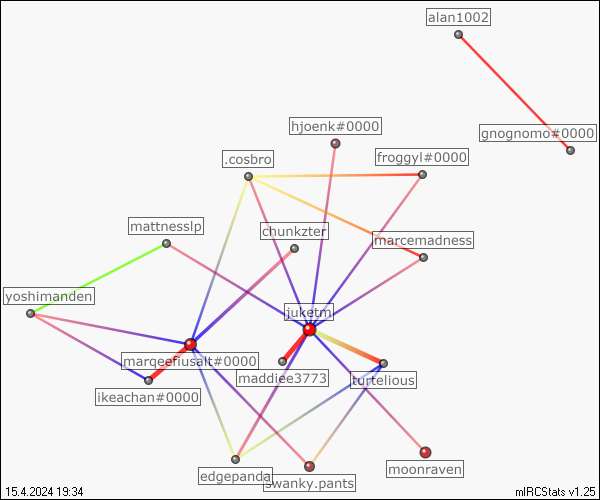 alan1002
hjoenk#0000
gnognomo#0000
.cosbro
froggyl#0000
mattnesslp
chunkzter
marcemadness
yoshimanden
juketm
marqeefiusalt#0000
maddiee3773
turtelious
ikeachan#0000
edgepanda
swanky.pants
moonraven
15.4.2024 19:34
mIRCStats v1.25